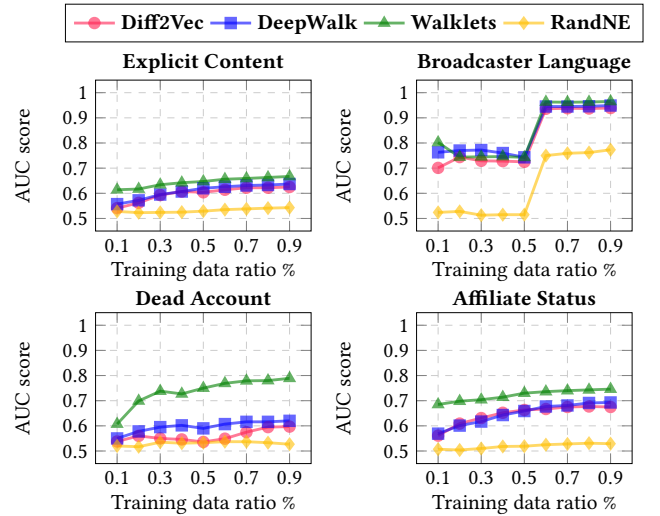 Diff2Vec DeepWalk Walklets RandNE
Explicit Content
Broadcaster Language
1
0.9
0.8
0.7
0.6
0.5
AUC score
0.1 0.3 0.5 0.7 0.9
Training data ratio %
1
0.9
0.8
0.7
0.6
0.5
AUC score
0.1 0.3 0.5 0.7 0.9
Training data ratio %
Dead Account
Affiliate Status
1
0.9
0.8
0.7
0.6
0.5
AUC score
0.1 0.3 0.5 0.7 0.9
Training data ratio %
1
0.9
0.8
0.7
0.6
0.5
AUC score
0.1 0.3 0.5 0.7 0.9
Training data ratio %